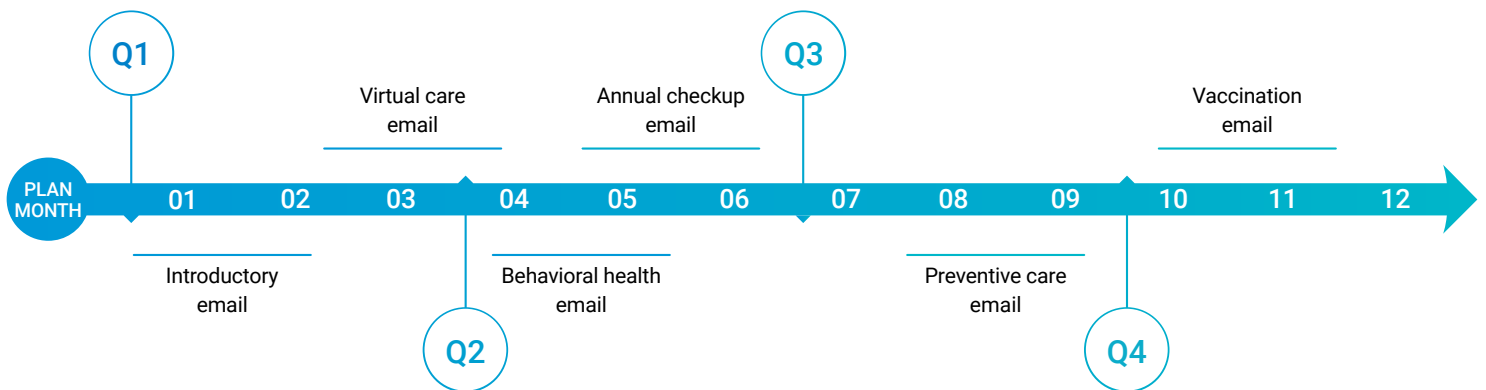 Q1
Q3
Virtual care
email
Annual checkup
email
Vaccination
email
PLAN
MONTH
01 02 03 04 05 06 07 08 09 10 11 12
Introductory
email
Behavioral health
email
Preventive care
email
Q2
Q4